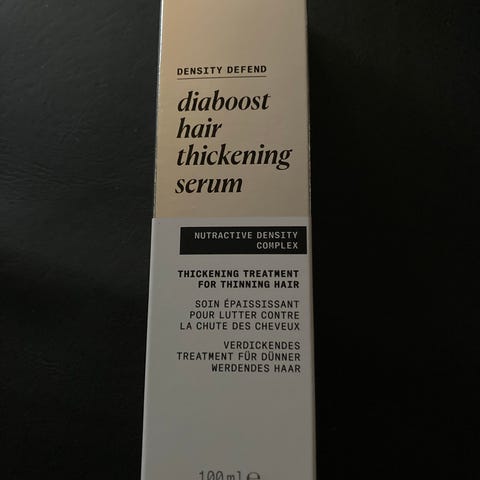 DENSITY DEFEND
diaboost
hair
thickening
serum
NUTRACTIVE DENSITY
COMPLEX
THICKENING TREATMENT
FOR THINNING HAIR
SOIN ÉPAISSISSANT
POUR LUTTER CONTRE
LA CHUTE DES CHEVEUX
VERDICKENDES
TREATMENT FÜR DÜNNER
WERDENDES HAAR
100ml ℮